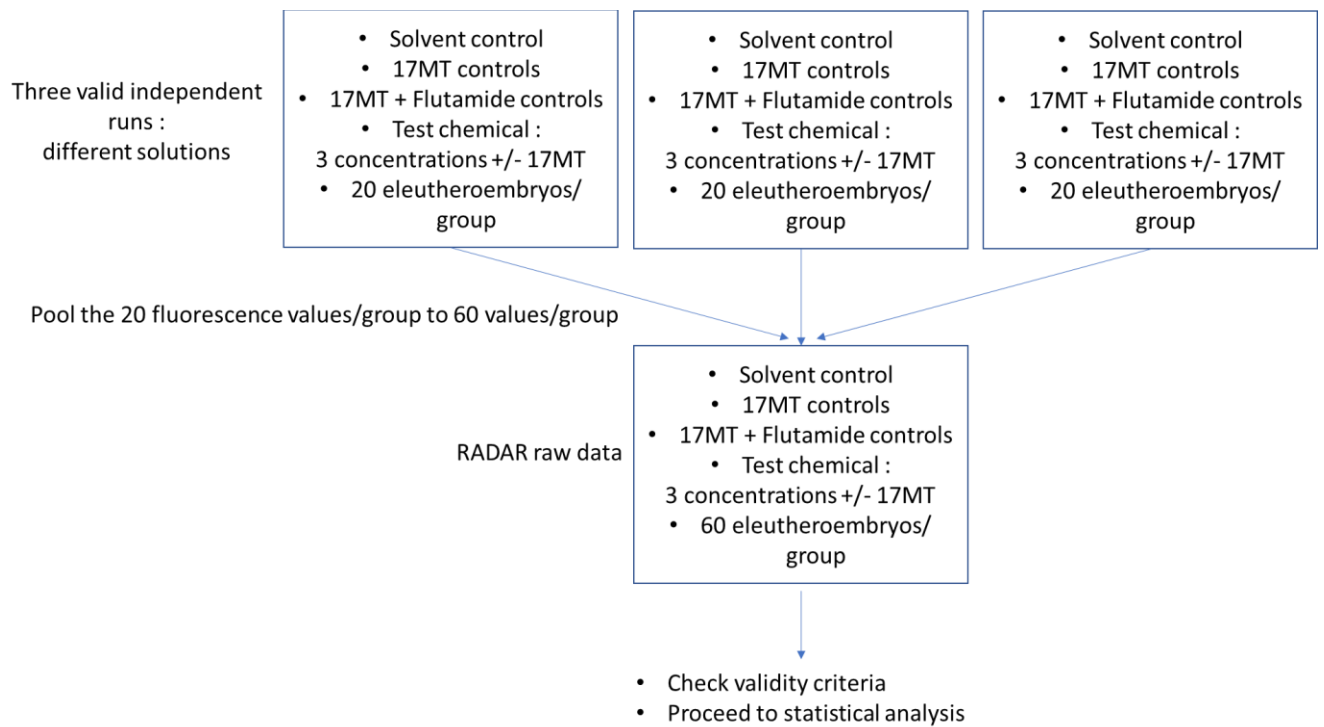 Three valid independent
runs :
different solutions
• Solvent control
• 17MT controls
• 17MT + Flutamide controls
• Test chemical :
3 concentrations +/- 17MT
• 20 eleutheroembryos/
group
• Solvent control
• 17MT controls
• 17MT + Flutamide controls
• Test chemical :
3 concentrations +/- 17MT
• 20 eleutheroembryos/
group
• Solvent control
• 17MT controls
• 17MT + Flutamide controls
• Test chemical :
3 concentrations +/- 17MT
• 20 eleutheroembryos/
group
Pool the 20 fluorescence values/group to 60 values/group
RADAR raw data
• Solvent control
• 17MT controls
• 17MT + Flutamide controls
• Test chemical :
3 concentrations +/- 17MT
• 60 eleutheroembryos/
group
• Check validity criteria
• Proceed to statistical analysis